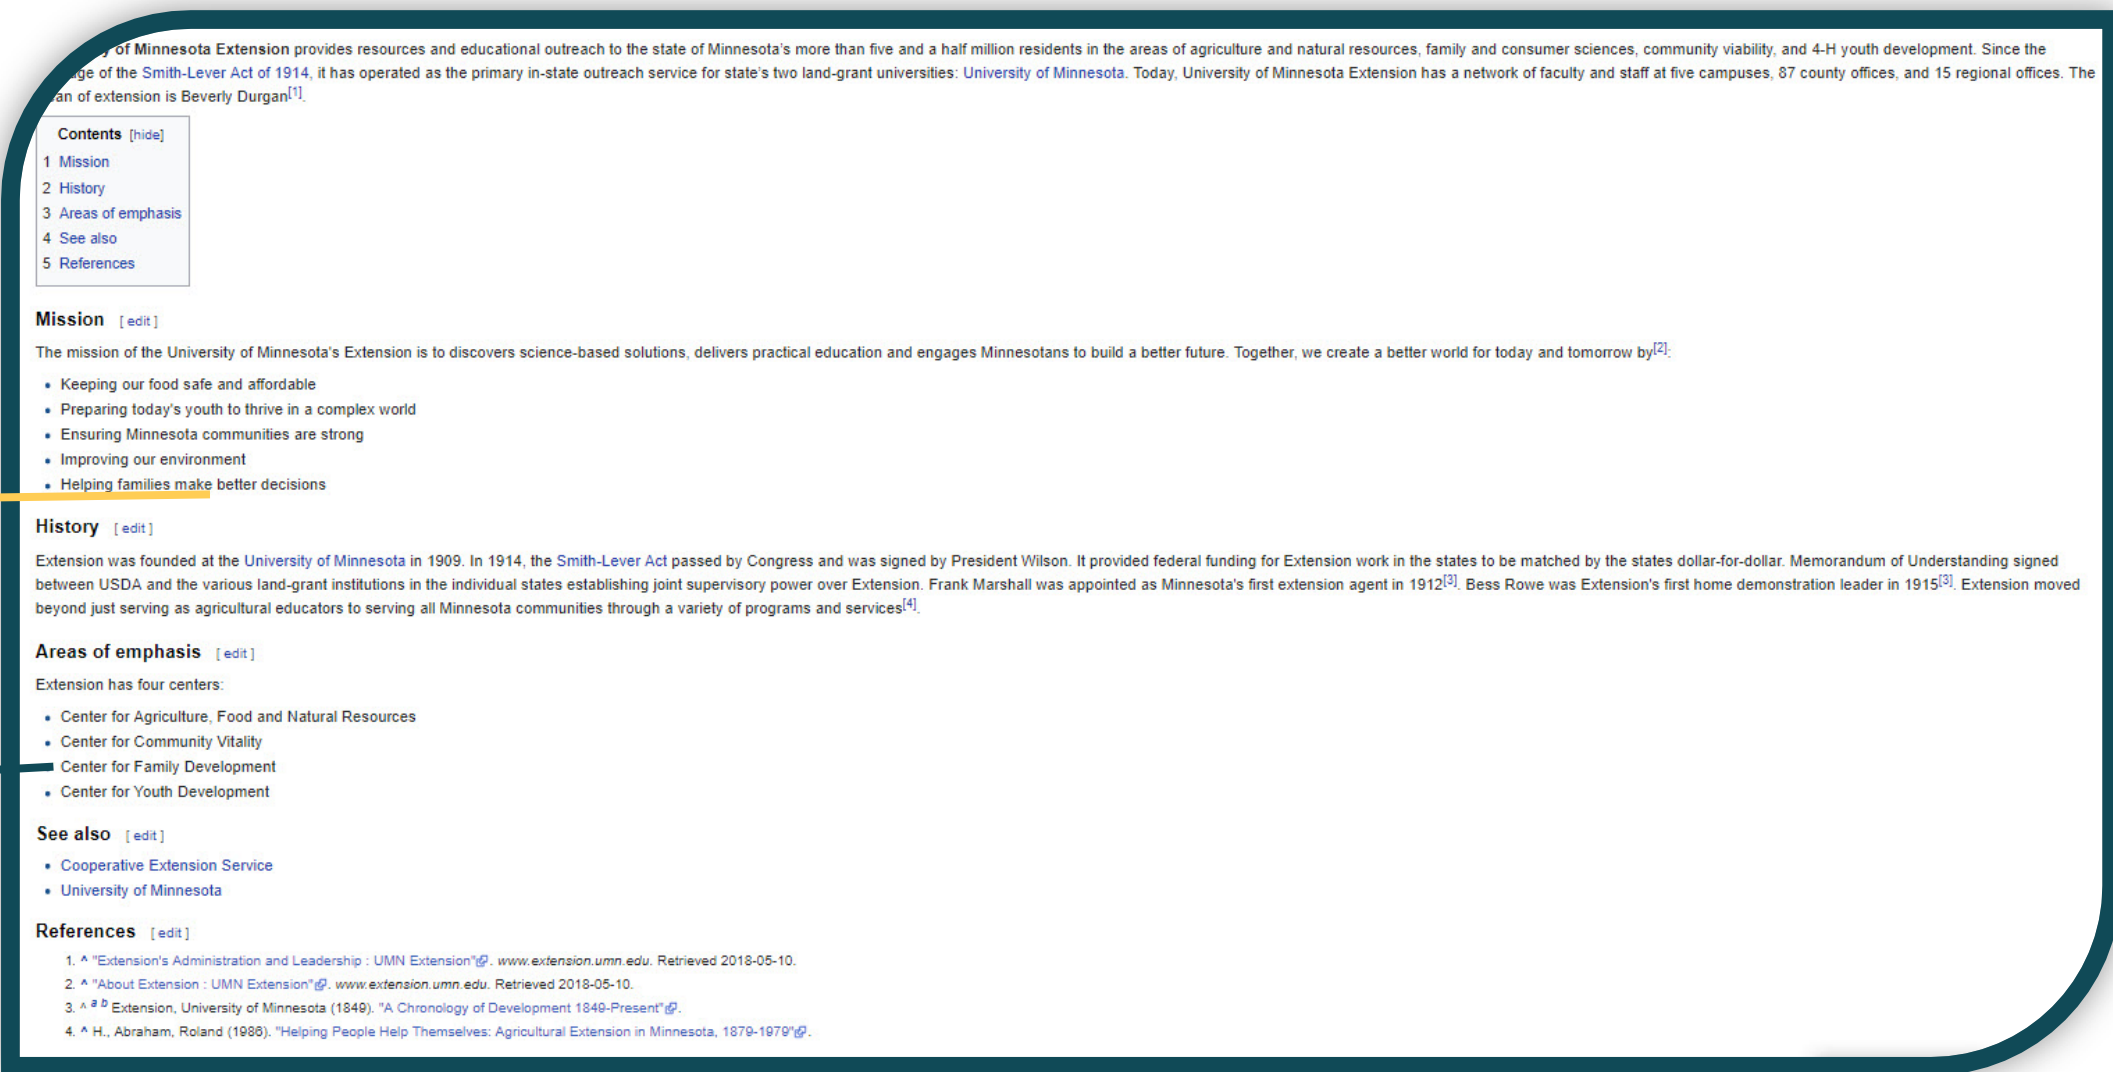 of Minnesota Extension provides resources and educational outreach to the state of Minnesota's more than five and a half million residents in the areas of agriculture and natural resources, family and consumer sciences, community viability, and 4-H youth development. Since the
of the Smith-Lever Act of 1914, it has operated as the primary in-state outreach service for state's two land-grant universities: University of Minnesota. Today, University of Minnesota Extension has a network of faculty and staff at five campuses, 87 county offices, and 15 regional offices. The
of extension is Beverly Durgan[1].
Contents [hide]
1 Mission
2 History
3 Areas of emphasis
4 See also
5 References
Mission [ edit ]
The mission of the University of Minnesota's Extension is to discovers science-based solutions, delivers practical education and engages Minnesotans to build a better future. Together, we create a better world for today and tomorrow by[2]:
• Keeping our food safe and affordable
• Preparing today's youth to thrive in a complex world
• Ensuring Minnesota communities are strong
• Improving our environment
• Helping families make better decisions
History [ edit ]
Extension was founded at the University of Minnesota in 1909. In 1914, the Smith-Lever Act passed by Congress and was signed by President Wilson. It provided federal funding for Extension work in the states to be matched by the states dollar-for-dollar. Memorandum of Understanding signed
between USDA and the various land-grant institutions in the individual states establishing joint supervisory power over Extension. Frank Marshall was appointed as Minnesota's first extension agent in 1912[3]. Bess Rowe was Extension's first home demonstration leader in 1915[3]. Extension moved
beyond just serving as agricultural educators to serving all Minnesota communities through a variety of programs and services[4].
Areas of emphasis [ edit ]
Extension has four centers:
• Center for Agriculture, Food and Natural Resources
• Center for Community Vitality
Center for Family Development
• Center for Youth Development
See also [ edit ]
• Cooperative Extension Service
• University of Minnesota
References [ edit ]
1. ^ "Extension's Administration and Leadership : UMN Extension". www.extension.umn.edu. Retrieved 2018-05-10.
2. ^ "About Extension : UMN Extension". www.extension.umn.edu. Retrieved 2018-05-10.
3. ^ a b Extension, University of Minnesota (1849). "A Chronology of Development 1849-Present".
4. ^ H., Abraham, Roland (1986). "Helping People Help Themselves: Agricultural Extension in Minnesota, 1879-1979".